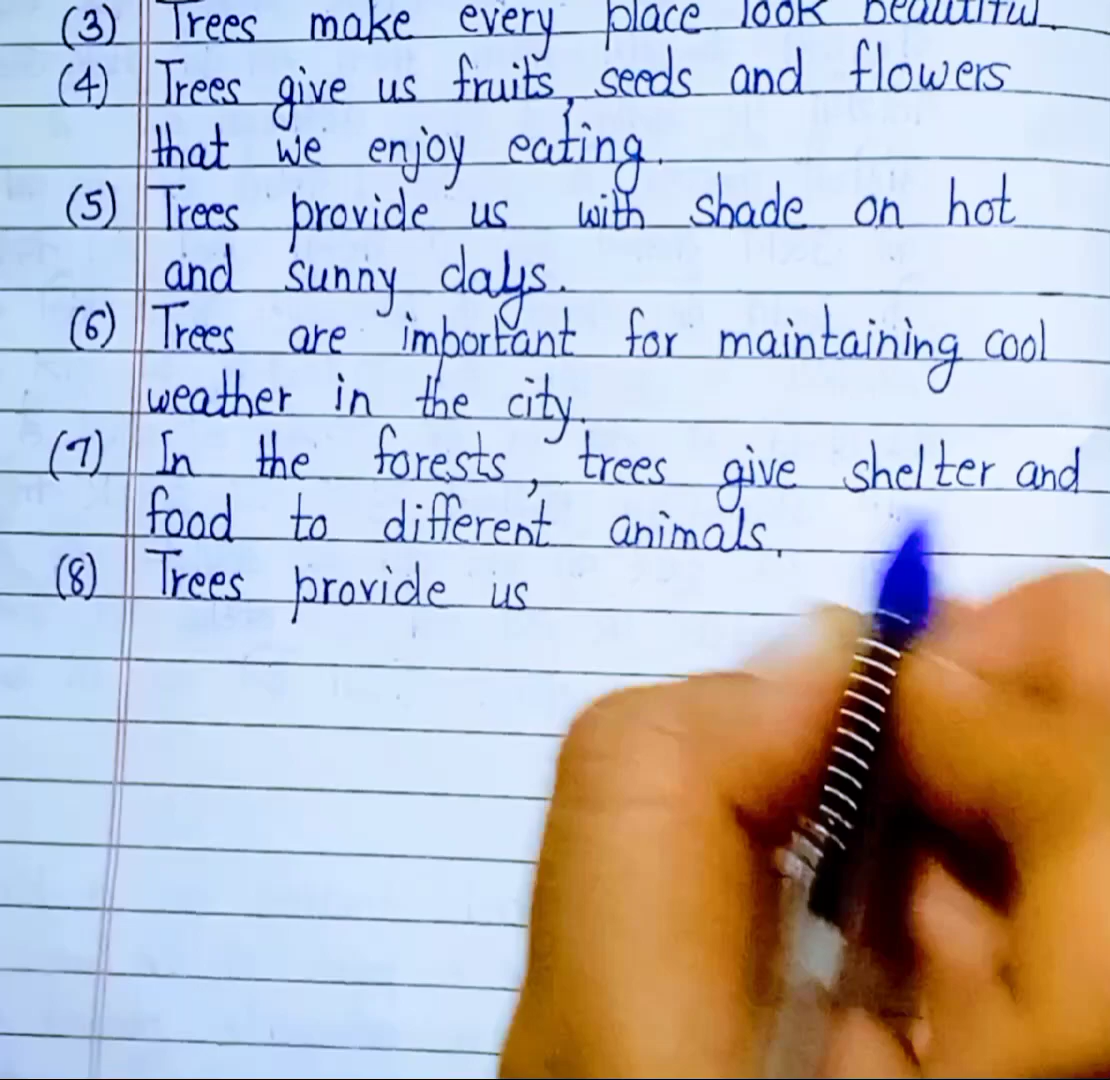 (3) Trees make every place look beautiful.
(4) Trees give us fruits, seeds and flowers
that we enjoy eating.
(5) Trees provide us with shade on hot
and sunny days.
(6) Trees are important for maintaining cool
weather in the city.
(7) In the forests, trees give shelter and
food to different animals.
(8) Trees provide us